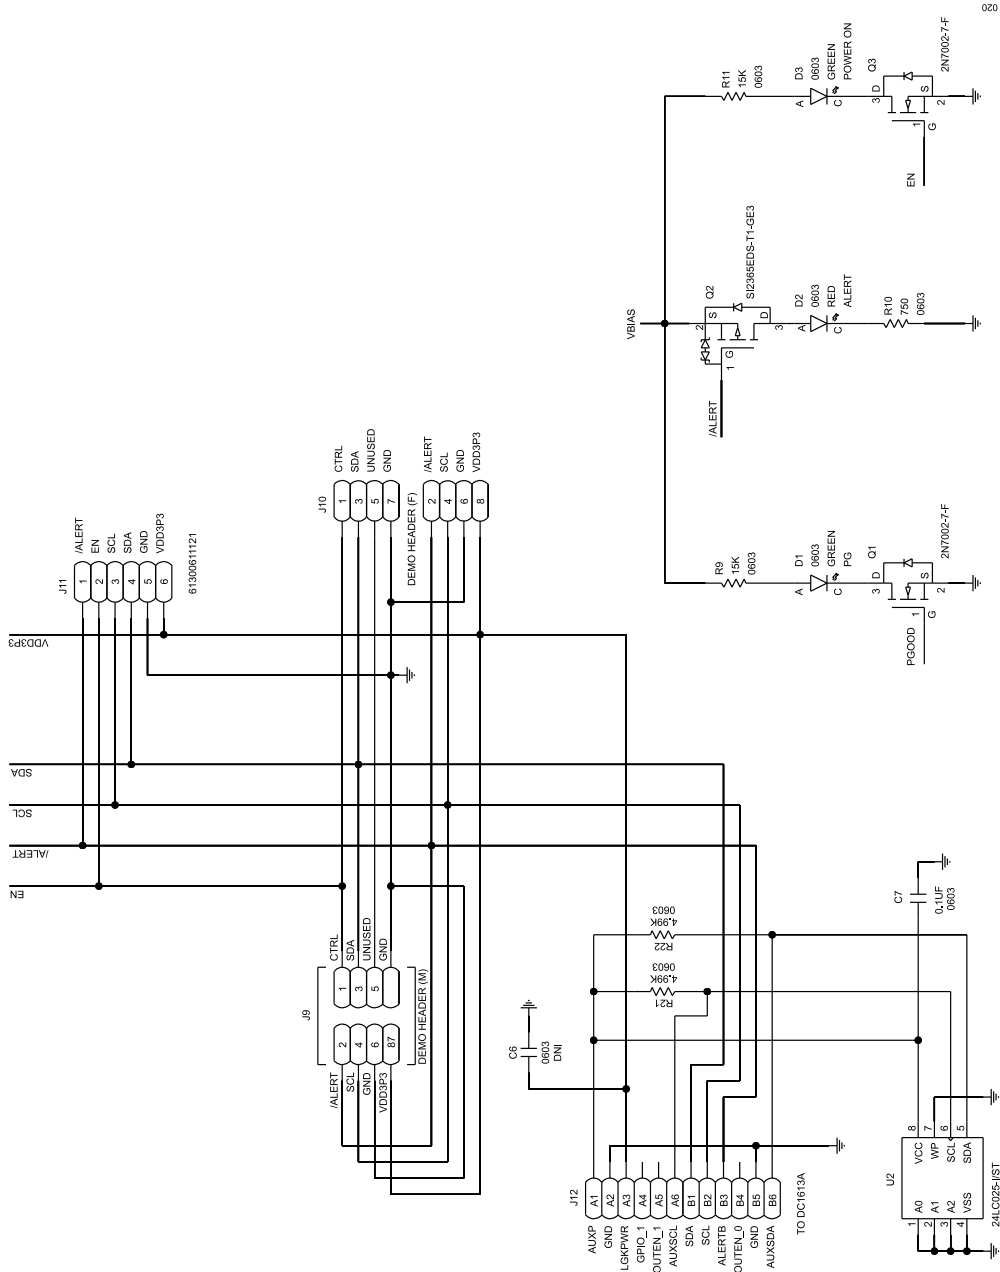 020
R11
15K
0603
D3
0603
GREEN
POWER ON
A
C
Q3
2N7002-7-F
D
3
S
2
1
G
EN
VBIAS
Q2
SI2365EDS-T1-GE3
S
2
D
3
G
1
/ALERT
D2
0603
RED
ALERT
A
C
R10
750
0603
R9
15K
0603
D1
0603
GREEN
PG
A
C
Q1
2N7002-7-F
D
3
S
2
1
G
PGOOD
J11
/ALERT
EN
SCL
SDA
GND
VDD3P3
1
2
3
4
5
6
61300611121
J10
CTRL
SDA
UNUSED
GND
1
3
5
7
DEMO HEADER (F)
/ALERT
SCL
GND
VDD3P3
2
4
6
8
VDD3P3
SDA
SCL
/ALERT
EN
J9
CTRL
SDA
UNUSED
GND
1
3
5
2
4
6
87
/ALERT
SCL
GND
VDD3P3
DEMO HEADER (M)
C6
0603
DNI
R22
4.99K
0603
R21
4.99K
0603
C7
0.1UF
0603
J12
AUXP
GND
LGKPWR
GPIO_1
OUTEN_1
AUXSCL
SDA
SCL
ALERTB
OUTEN_0
GND
AUXSDA
A1
A2
A3
A4
A5
A6
B1
B2
B3
B4
B5
B6
TO DC1613A
U2
24LC025-I/ST
VCC
WP
SCL
SDA
8
7
6
5
A0
A1
A2
VSS
1
2
3
4